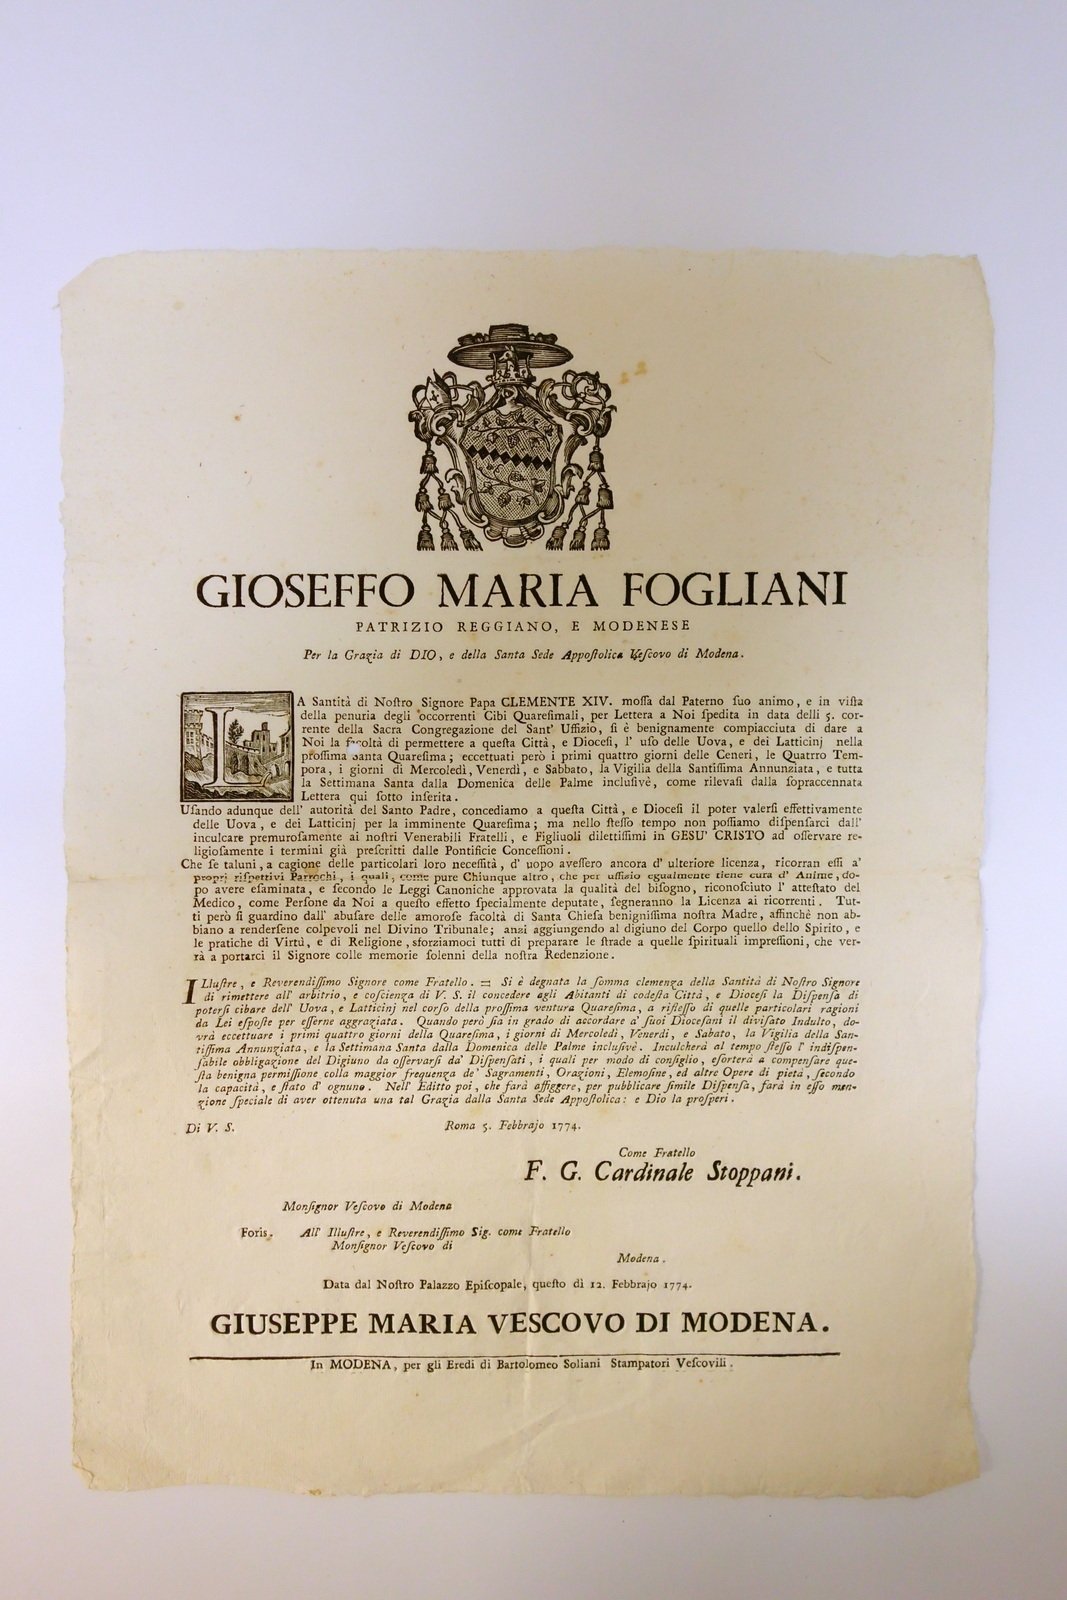 GIOSEFFO MARIA FOGLIANI
PATRIZIO REGGIANO, E MODENESE
Per la Grazia di DIO, e della Santa Sede Appoſtolica Veſcovo di Modena.
LA Santità di Noſtro Signore Papa CLEMENTE XIV. moſſa dal Paterno ſuo animo, e in viſta
della penuria degli occorrenti Cibi Quareſimali, per Lettera a Noi ſpedita in data delli 5. cor-
rente della Sacra Congregazione del Sant' Uffizio, ſi è benignamente compiacciuta di dare a
Noi la facoltà di permettere a queſta Città, e Dioceſi, l' uſo delle Uova, e dei Latticinj nella
proſſima Santa Quareſima; eccettuati però i primi quattro giorni delle Ceneri, le Quattro Tem-
pora, i giorni di Mercoledì, Venerdì, e Sabbato, la Vigilia della Santiſſima Annunziata, e tutta
la Settimana Santa dalla Domenica delle Palme incluſivè, come rilevaſi dalla ſopraccennata
Lettera qui ſotto inſerita.
Uſando adunque dell' autorità del Santo Padre, concediamo a queſta Città, e Dioceſi il poter valerſi effettivamente
delle Uova, e dei Latticinj per la imminente Quareſima; ma nello ſteſſo tempo non poſſiamo diſpenſarci dall'
inculcare premuroſamente ai noſtri Venerabili Fratelli, e Figliuoli dilettiſſimi in GESU' CRISTO ad oſſervare re-
ligioſamente i termini già preſcritti dalle Pontificie Conceſſioni.
Che ſe taluni, a cagione delle particolari loro neceſſità, d' uopo aveſſero ancora d' ulteriore licenza, ricorran eſſi a'
proprj riſpettivi Parrochi, i quali, come pure Chiunque altro, che per uffizio egualmente tiene cura d' Anime, do-
po avere eſaminata, e ſecondo le Leggi Canoniche approvata la qualità del biſogno, riconoſciuto l' atteſtato del
Medico, come Perſone da Noi a queſto effetto ſpecialmente deputate, ſegneranno la Licenza ai ricorrenti. Tut-
ti però ſi guardino dall' abuſare delle amoroſe facoltà di Santa Chieſa benigniſſima noſtra Madre, affinchè non ab-
biano a renderſene colpevoli nel Divino Tribunale; anzi aggiungendo al digiuno del Corpo quello dello Spirito, e
le pratiche di Virtù, e di Religione, sforziamoci tutti di preparare le ſtrade a quelle ſpirituali impreſſioni, che ver-
rà a portarci il Signore colle memorie ſolenni della noſtra Redenzione.
ILluſtre, e Reverendiſſimo Signore come Fratello. = Si è degnata la ſomma clemenza della Santità di Noſtro Signore
di rimettere all' arbitrio, e coſcienza di V. S. il concedere agli Abitanti di codeſta Città, e Dioceſi la Diſpenſa di
poterſi cibare dell' Uova, e Latticinj nel corſo della proſſima ventura Quareſima, a rifleſſo di quelle particolari ragioni
da Lei eſpoſte per eſſerne aggraziata. Quando però ſia in grado di accordare a' ſuoi Dioceſani il diviſato Indulto, do-
vrà eccettuare i primi quattro giorni della Quareſima, i giorni di Mercoledì, Venerdì, e Sabato, la Vigilia della San-
tiſſima Annunziata, e la Settimana Santa dalla Domenica delle Palme incluſivè. Inculcherà al tempo ſteſſo l' indiſpen-
ſabile obbligazione del Digiuno da oſſervarſi da' Diſpenſati, i quali per modo di conſiglio, eſorterà a compenſare que-
ſta benigna permiſſione colla maggior frequenza de' Sagramenti, Orazioni, Elemoſine, ed altre Opere di pietà, ſecondo
la capacità, e ſtato d' ognuno. Nell' Editto poi, che farà affiggere, per pubblicare ſimile Diſpenſa, farà in eſſo men-
zione ſpeciale di aver ottenuta una tal Grazia dalla Santa Sede Appoſtolica: e Dio la proſperi.
Di V. S. Roma 5. Febbrajo 1774.
Come Fratello
F. G. Cardinale Stoppani.
Monſignor Veſcovo di Modena
Foris. All' Illuſtre, e Reverendiſſimo Sig. come Fratello
Monſignor Veſcovo di
Modena.
Data dal Noſtro Palazzo Epiſcopale, queſto dì 12. Febbrajo 1774.
GIUSEPPE MARIA VESCOVO DI MODENA.
In MODENA, per gli Eredi di Bartolomeo Soliani Stampatori Veſcovili.